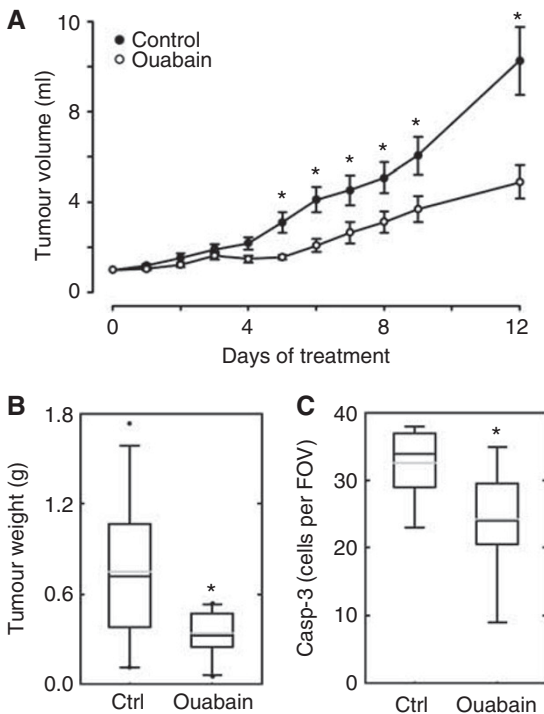 A
10
8
4
0
Tumour volume (ml)
Control
Ouabain
* * * * * *
0 4 8 12
Days of treatment
B
1.8
1.2
0.6
0.0
Tumour weight (g)
*
Ctrl Ouabain
C
40
30
20
10
0
Casp-3 (cells per FOV)
*
Ctrl Ouabain